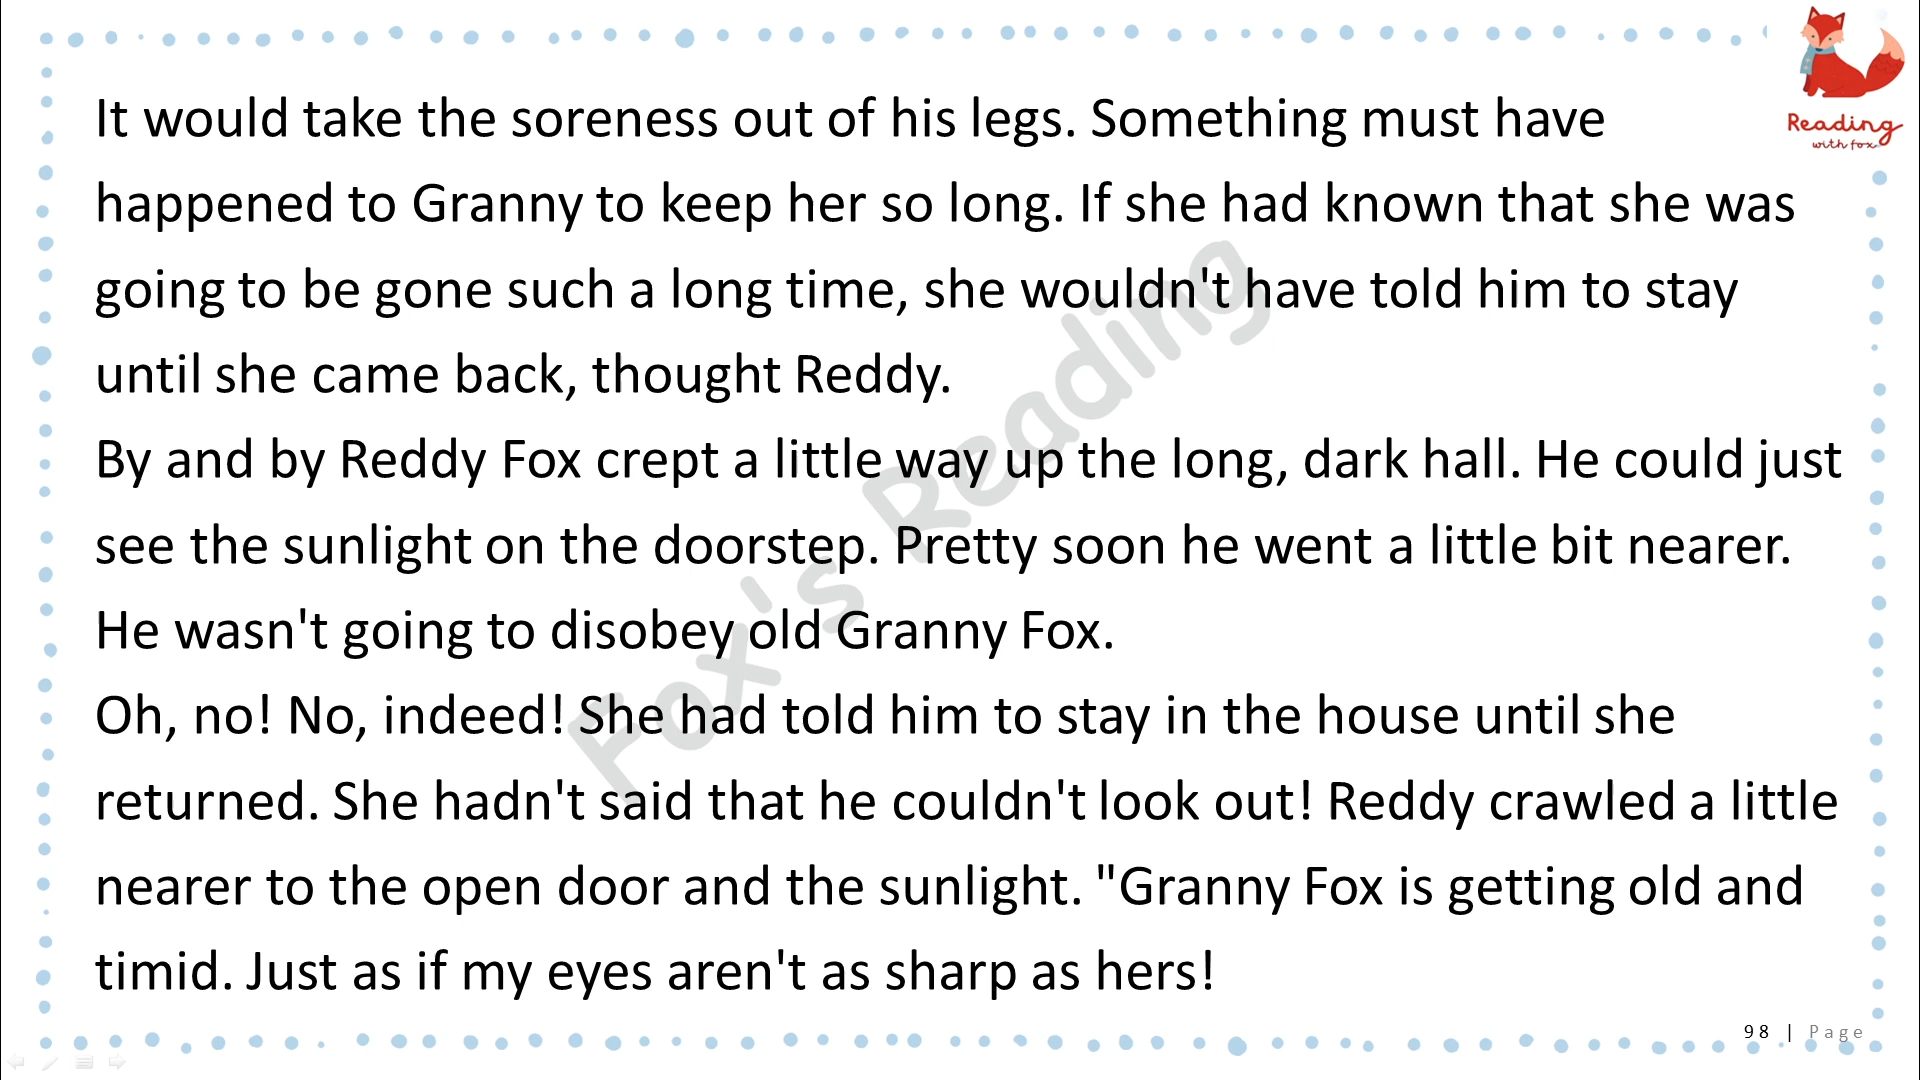 Reading
with fox
It would take the soreness out of his legs. Something must have
happened to Granny to keep her so long. If she had known that she was
going to be gone such a long time, she wouldn't have told him to stay
until she came back, thought Reddy.
By and by Reddy Fox crept a little way up the long, dark hall. He could just
see the sunlight on the doorstep. Pretty soon he went a little bit nearer.
He wasn't going to disobey old Granny Fox.
Oh, no! No, indeed! She had told him to stay in the house until she
returned. She hadn't said that he couldn't look out! Reddy crawled a little
nearer to the open door and the sunlight. "Granny Fox is getting old and
timid. Just as if my eyes aren't as sharp as hers!
Fox's Reading
98 | Page